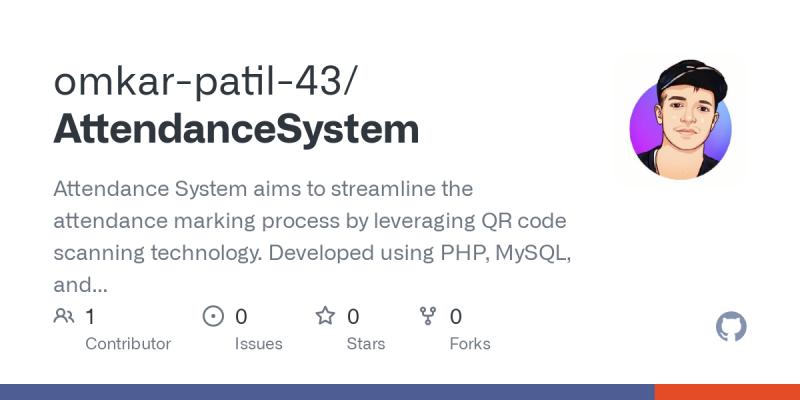 omkar-patil-43/
AttendanceSystem
Attendance System aims to streamline the
attendance marking process by leveraging QR code
scanning technology. Developed using PHP, MySQL,
and...
1 0 0 0
Contributor Issues Stars Forks